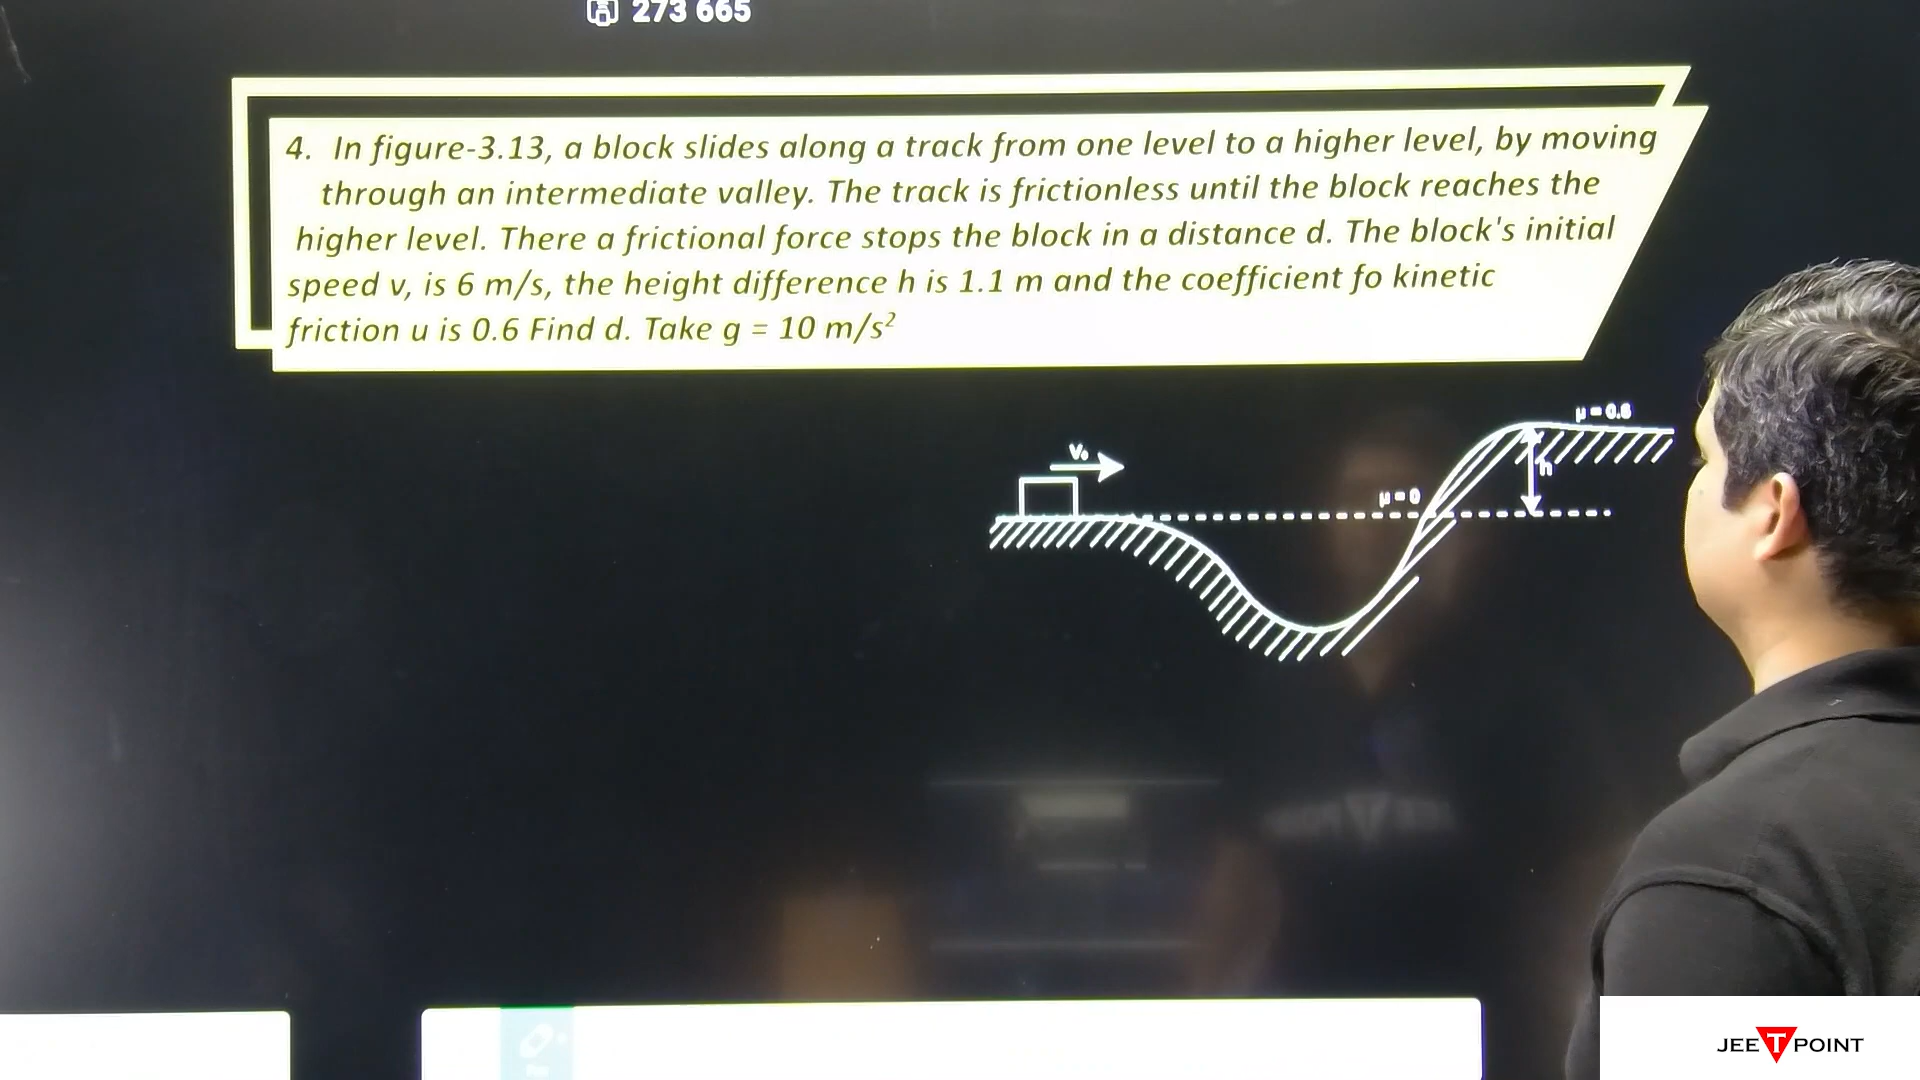 273 665
4. In figure-3.13, a block slides along a track from one level to a higher level, by moving
through an intermediate valley. The track is frictionless until the block reaches the
higher level. There a frictional force stops the block in a distance d. The block's initial
speed v, is 6 m/s, the height difference h is 1.1 m and the coefficient fo kinetic
friction u is 0.6 Find d. Take g = 10 m/s²
μ = 0.6
V₀
h
μ = 0
JEE T POINT